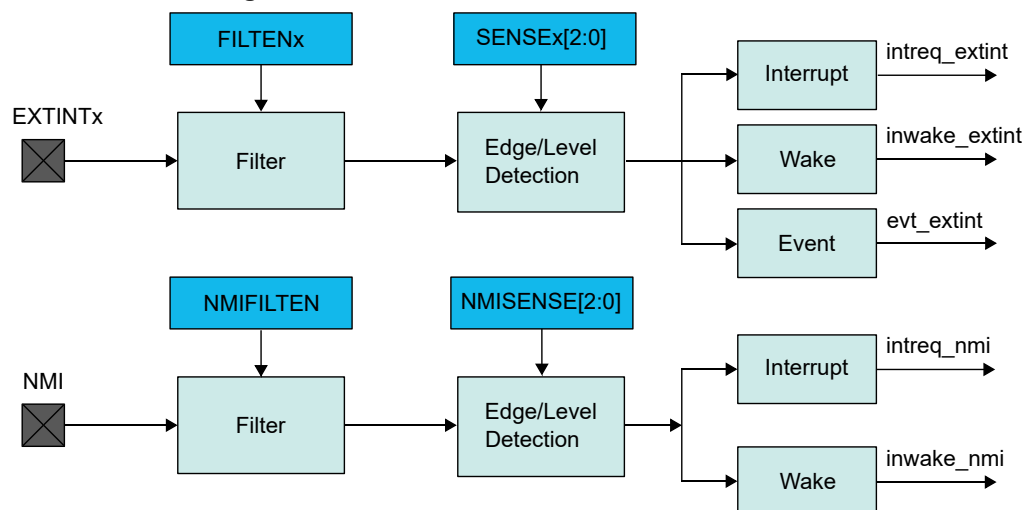 FILTENx
SENSEx[2:0]
EXTINTx
Filter
Edge/Level
Detection
Interrupt
intreq_extint
Wake
inwake_extint
Event
evt_extint
NMIFILTEN
NMISENSE[2:0]
NMI
Filter
Edge/Level
Detection
Interrupt
intreq_nmi
Wake
inwake_nmi